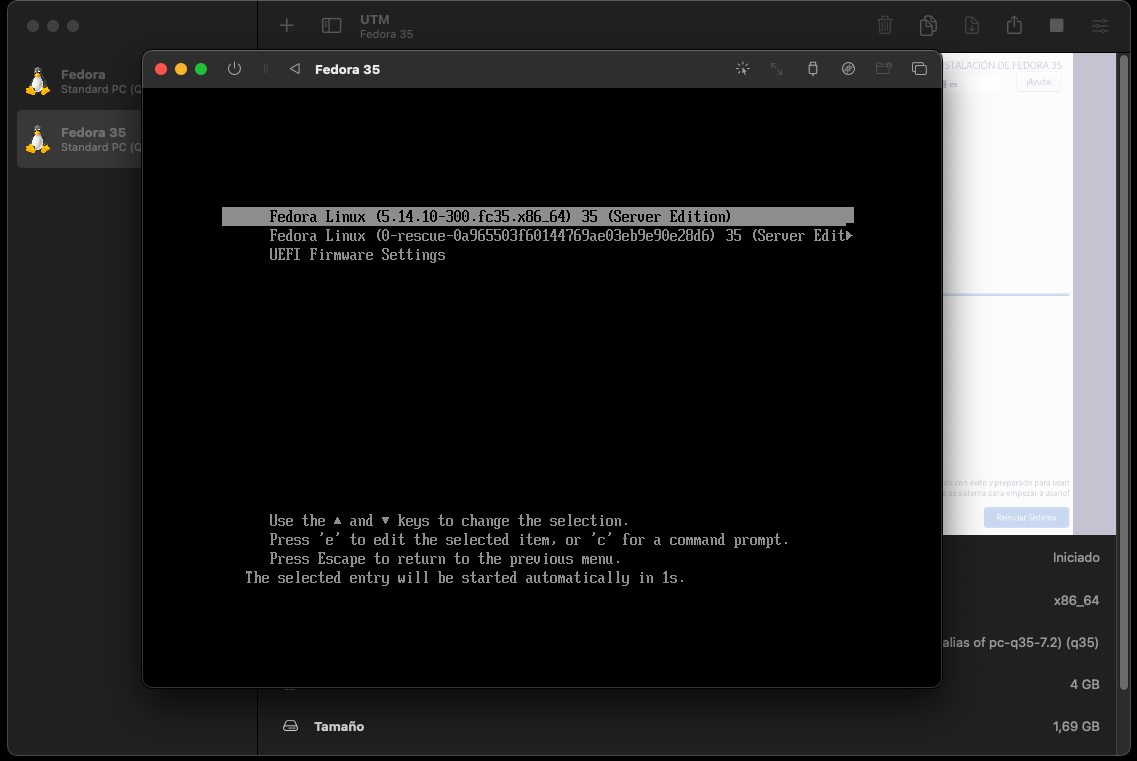 UTM
Fedora 35
Fedora
Standard PC (Q
Fedora 35
Standard PC (Q
Fedora 35
STALACIÓN DE FEDORA 35
es
¡Ayuda!
Fedora Linux (5.14.10-300.fc35.x86_64) 35 (Server Edition)
Fedora Linux (0-rescue-0a965503f60144769ae03eb9e90e28d6) 35 (Server Edit▶
UEFI Firmware Settings
do con éxito y preparado para usar!
su sistema para empezar a usarlo!
Reiniciar Sistema
Use the ▲ and ▼ keys to change the selection.
Press 'e' to edit the selected item, or 'c' for a command prompt.
Press Escape to return to the previous menu.
The selected entry will be started automatically in 1s.
Iniciado
x86_64
alias of pc-q35-7.2) (q35)
4 GB
Tamaño
1,69 GB